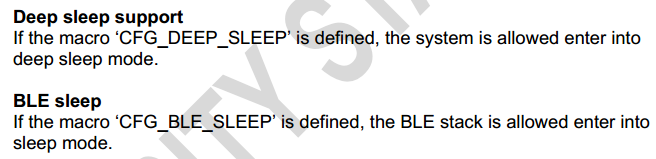 Deep sleep support
If the macro ‘CFG_DEEP_SLEEP’ is defined, the system is allowed enter into
deep sleep mode.
BLE sleep
If the macro ‘CFG_BLE_SLEEP’ is defined, the BLE stack is allowed enter into
sleep mode.